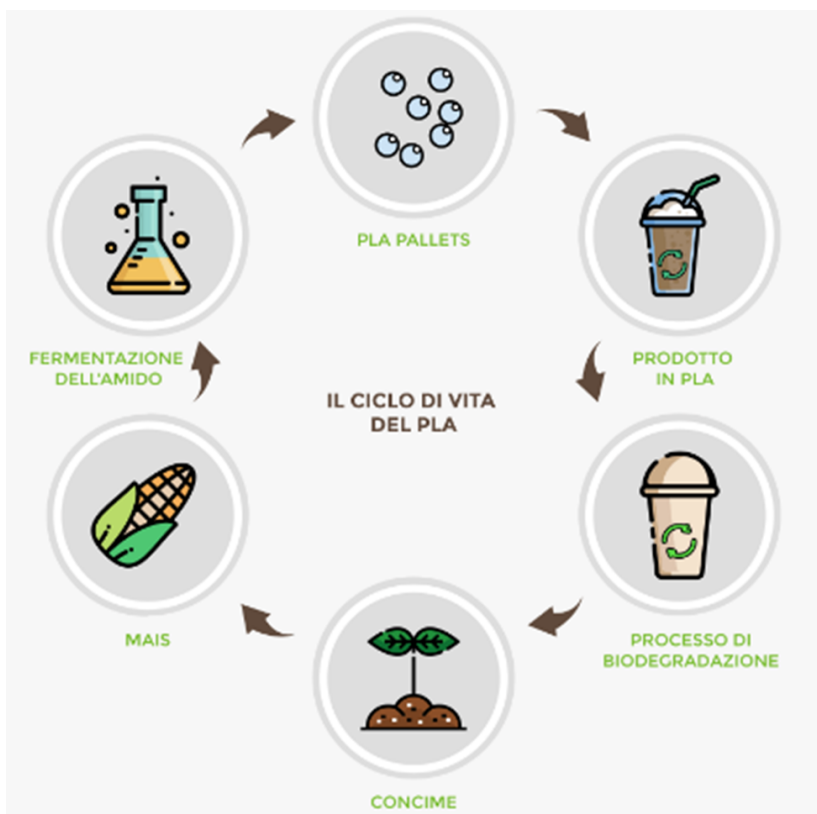 PLA PALLETS
FERMENTAZIONE
DELL'AMIDO
PRODOTTO
IN PLA
IL CICLO DI VITA
DEL PLA
MAIS
PROCESSO DI
BIODEGRADAZIONE
CONCIME